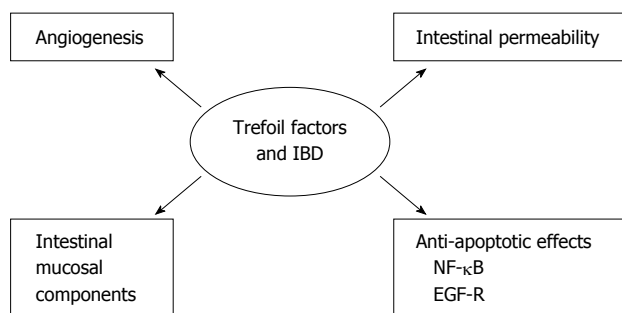 Angiogenesis
Intestinal permeability
Trefoil factors
and IBD
Intestinal
mucosal
components
Anti-apoptotic effects
NF-κB
EGF-R